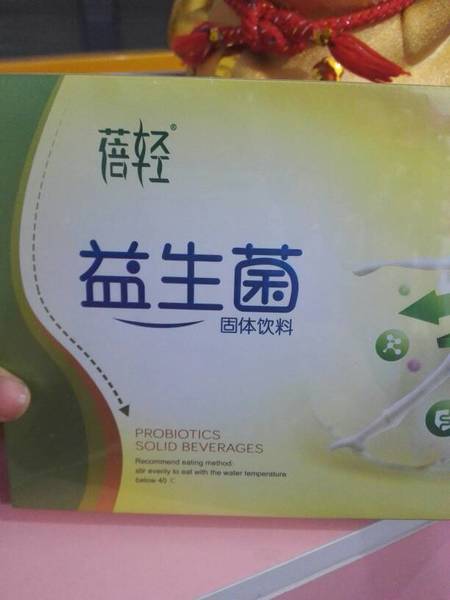 蓓轻®
益生菌
固体饮料
PROBIOTICS
SOLID BEVERAGES
Recommend eating method:
stir evenly to eat with the water temperature
below 40 ℃